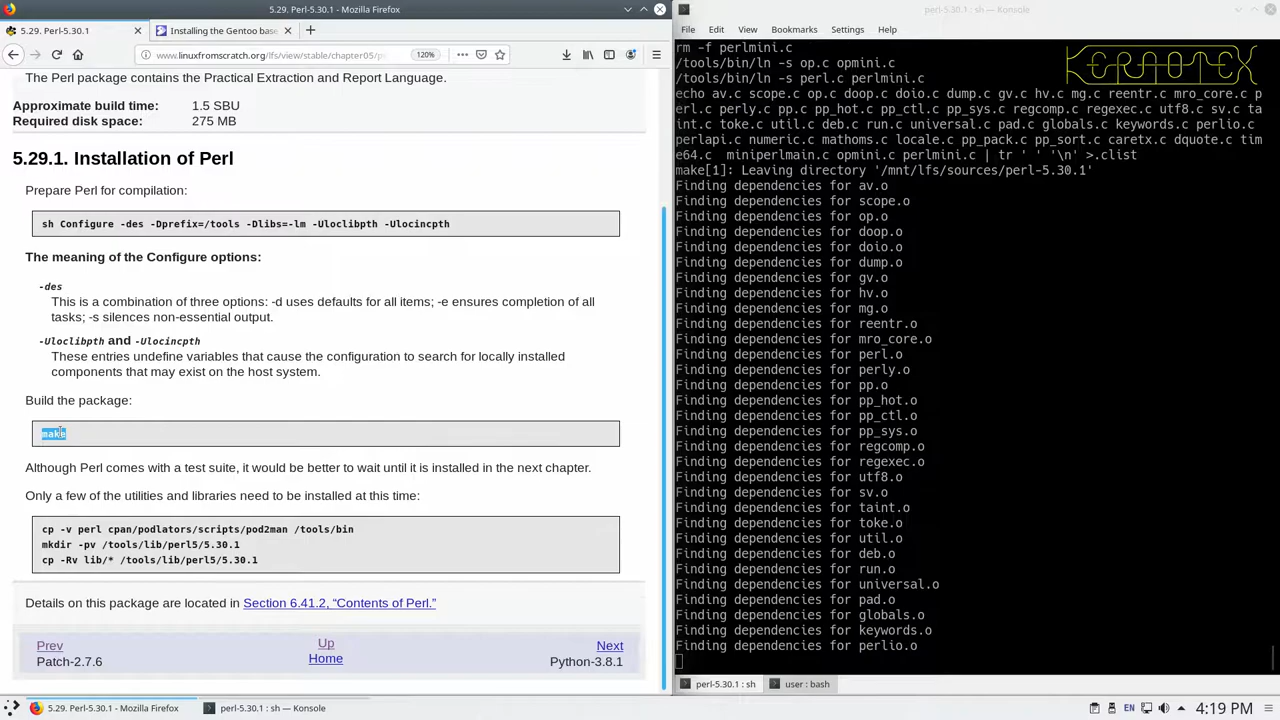 5.29. Perl-5.30.1 - Mozilla Firefox
5.29. Perl-5.30.1
Installing the Gentoo base
www.linuxfromscratch.org/lfs/view/stable/chapter05/p
120%
The Perl package contains the Practical Extraction and Report Language.
Approximate build time: 1.5 SBU
Required disk space: 275 MB
5.29.1. Installation of Perl
Prepare Perl for compilation:
sh Configure -des -Dprefix=/tools -Dlibs=-lm -Uloclibpth -Ulocincpth
The meaning of the Configure options:
-des
This is a combination of three options: -d uses defaults for all items; -e ensures completion of all
tasks; -s silences non-essential output.
-Uloclibpth and -Ulocincpth
These entries undefine variables that cause the configuration to search for locally installed
components that may exist on the host system.
Build the package:
make
Although Perl comes with a test suite, it would be better to wait until it is installed in the next chapter.
Only a few of the utilities and libraries need to be installed at this time:
cp -v perl cpan/podlators/scripts/pod2man /tools/bin
mkdir -pv /tools/lib/perl5/5.30.1
cp -Rv lib/* /tools/lib/perl5/5.30.1
Details on this package are located in Section 6.41.2, “Contents of Perl.”
Prev Up Next
Patch-2.7.6 Home Python-3.8.1
perl-5.30.1 : sh — Konsole
File Edit View Bookmarks Settings Help
KERAOTEX
rm -f perlmini.c
/tools/bin/ln -s op.c opmini.c
/tools/bin/ln -s perl.c perlmini.c
echo av.c scope.c op.c doop.c doio.c dump.c gv.c hv.c mg.c reentr.c mro_core.c p
erl.c perly.c pp.c pp_hot.c pp_ctl.c pp_sys.c regcomp.c regexec.c utf8.c sv.c ta
int.c toke.c util.c deb.c run.c universal.c pad.c globals.c keywords.c perlio.c
perlapi.c numeric.c mathoms.c locale.c pp_pack.c pp_sort.c caretx.c dquote.c tim
e64.c  miniperlmain.c opmini.c perlmini.c | tr ' ' '\n' >.clist
make[1]: Leaving directory '/mnt/lfs/sources/perl-5.30.1'
Finding dependencies for av.o
Finding dependencies for scope.o
Finding dependencies for op.o
Finding dependencies for doop.o
Finding dependencies for doio.o
Finding dependencies for dump.o
Finding dependencies for gv.o
Finding dependencies for hv.o
Finding dependencies for mg.o
Finding dependencies for reentr.o
Finding dependencies for mro_core.o
Finding dependencies for perl.o
Finding dependencies for perly.o
Finding dependencies for pp.o
Finding dependencies for pp_hot.o
Finding dependencies for pp_ctl.o
Finding dependencies for pp_sys.o
Finding dependencies for regcomp.o
Finding dependencies for regexec.o
Finding dependencies for utf8.o
Finding dependencies for sv.o
Finding dependencies for taint.o
Finding dependencies for toke.o
Finding dependencies for util.o
Finding dependencies for deb.o
Finding dependencies for run.o
Finding dependencies for universal.o
Finding dependencies for pad.o
Finding dependencies for globals.o
Finding dependencies for keywords.o
Finding dependencies for perlio.o
perl-5.30.1 : sh
user : bash
5.29. Perl-5.30.1 - Mozilla Firefox
perl-5.30.1 : sh — Konsole
EN
4:19 PM